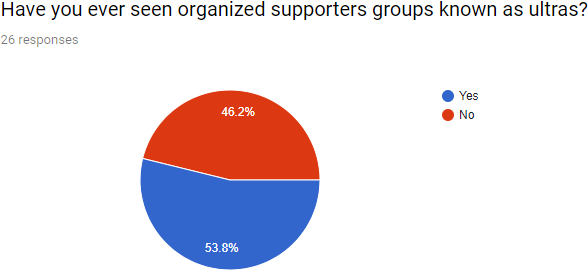 Have you ever seen organized supporters groups known as ultras?
26 responses
Yes
No
46.2%
53.8%